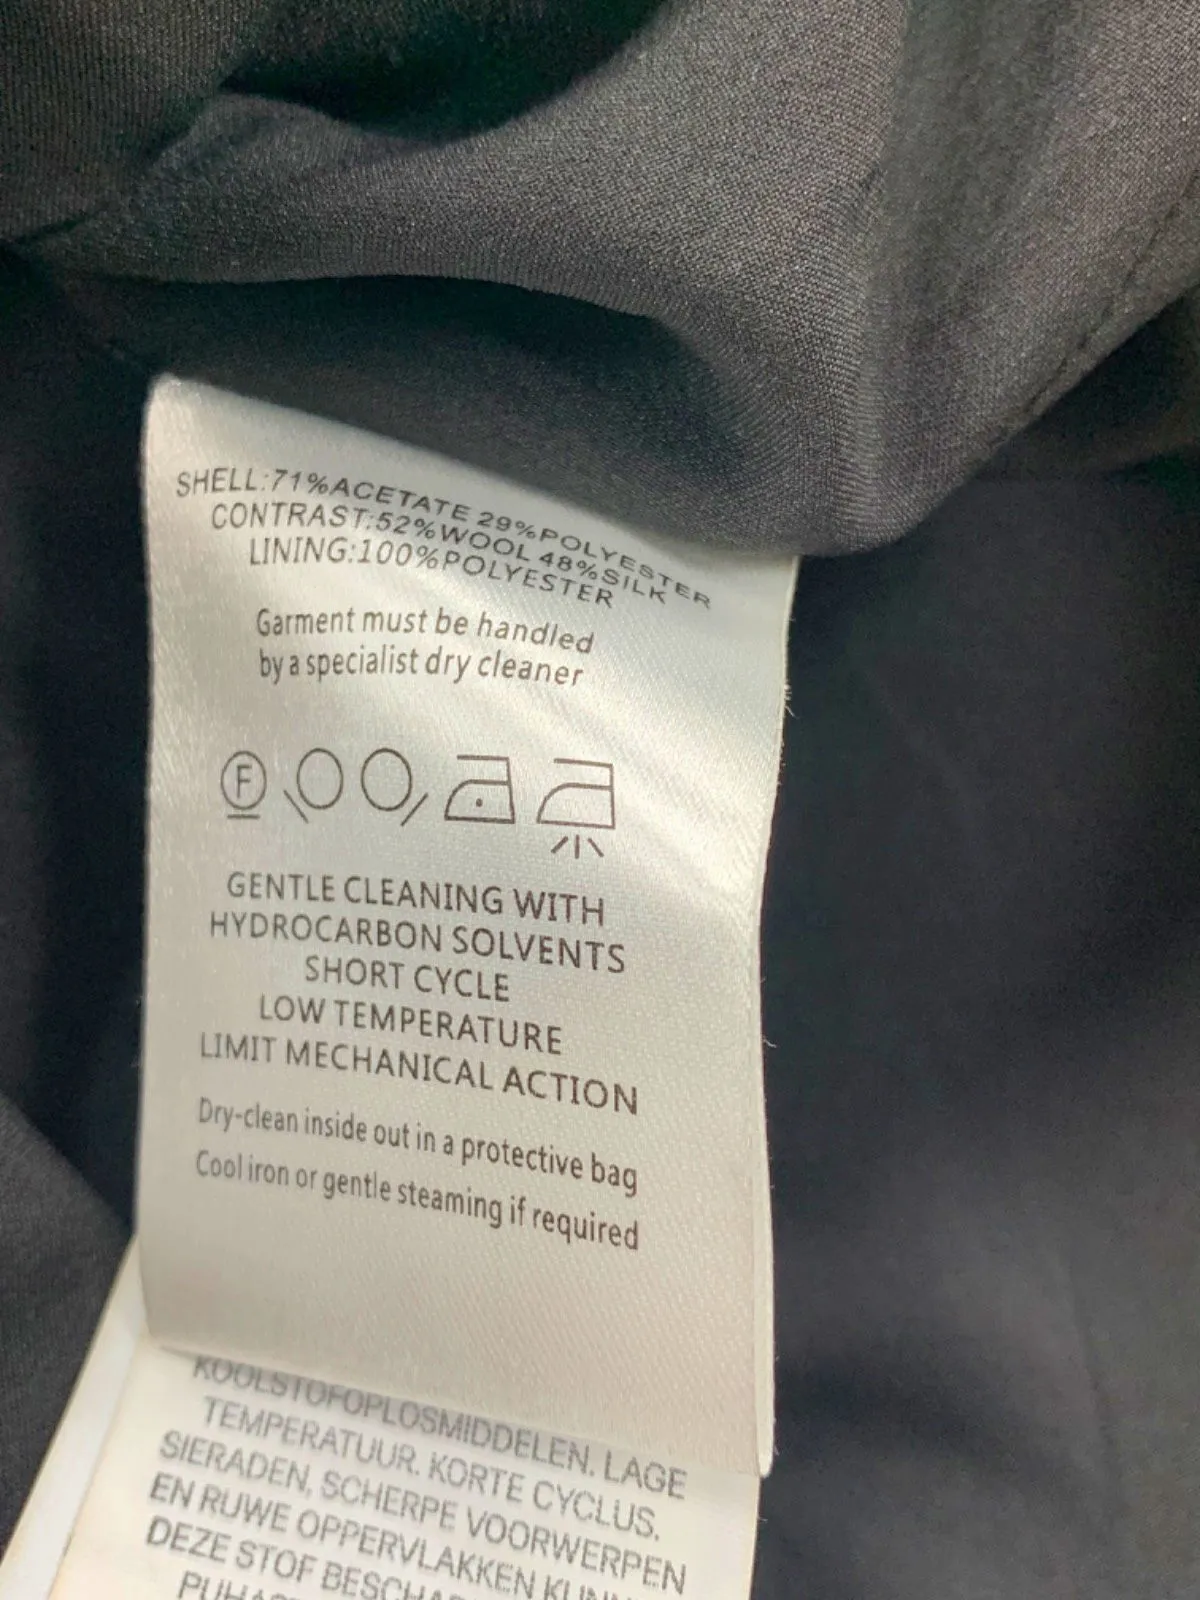 SHELL:71%ACETATE 29%POLYESTER
CONTRAST:52%WOOL 48%SILK
LINING:100%POLYESTER
Garment must be handled
by a specialist dry cleaner
F
GENTLE CLEANING WITH
HYDROCARBON SOLVENTS
SHORT CYCLE
LOW TEMPERATURE
LIMIT MECHANICAL ACTION
Dry-clean inside out in a protective bag
Cool iron or gentle steaming if required
KOOLSTOFOPLOSMIDDELEN. LAGE
TEMPERATUUR. KORTE CYCLUS.
SIERADEN, SCHERPE VOORWERPEN
EN RUWE OPPERVLAKKEN
DEZE STOF